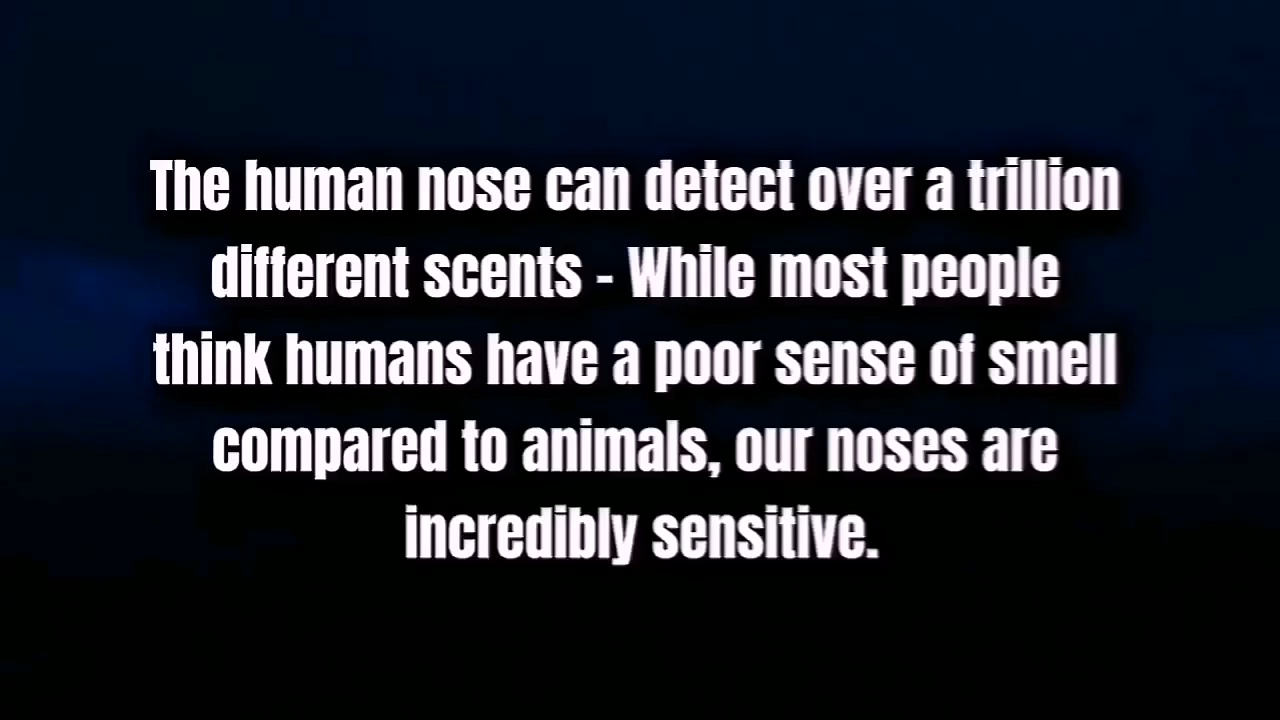 The human nose can detect over a trillion
different scents - While most people
think humans have a poor sense of smell
compared to animals, our noses are
incredibly sensitive.